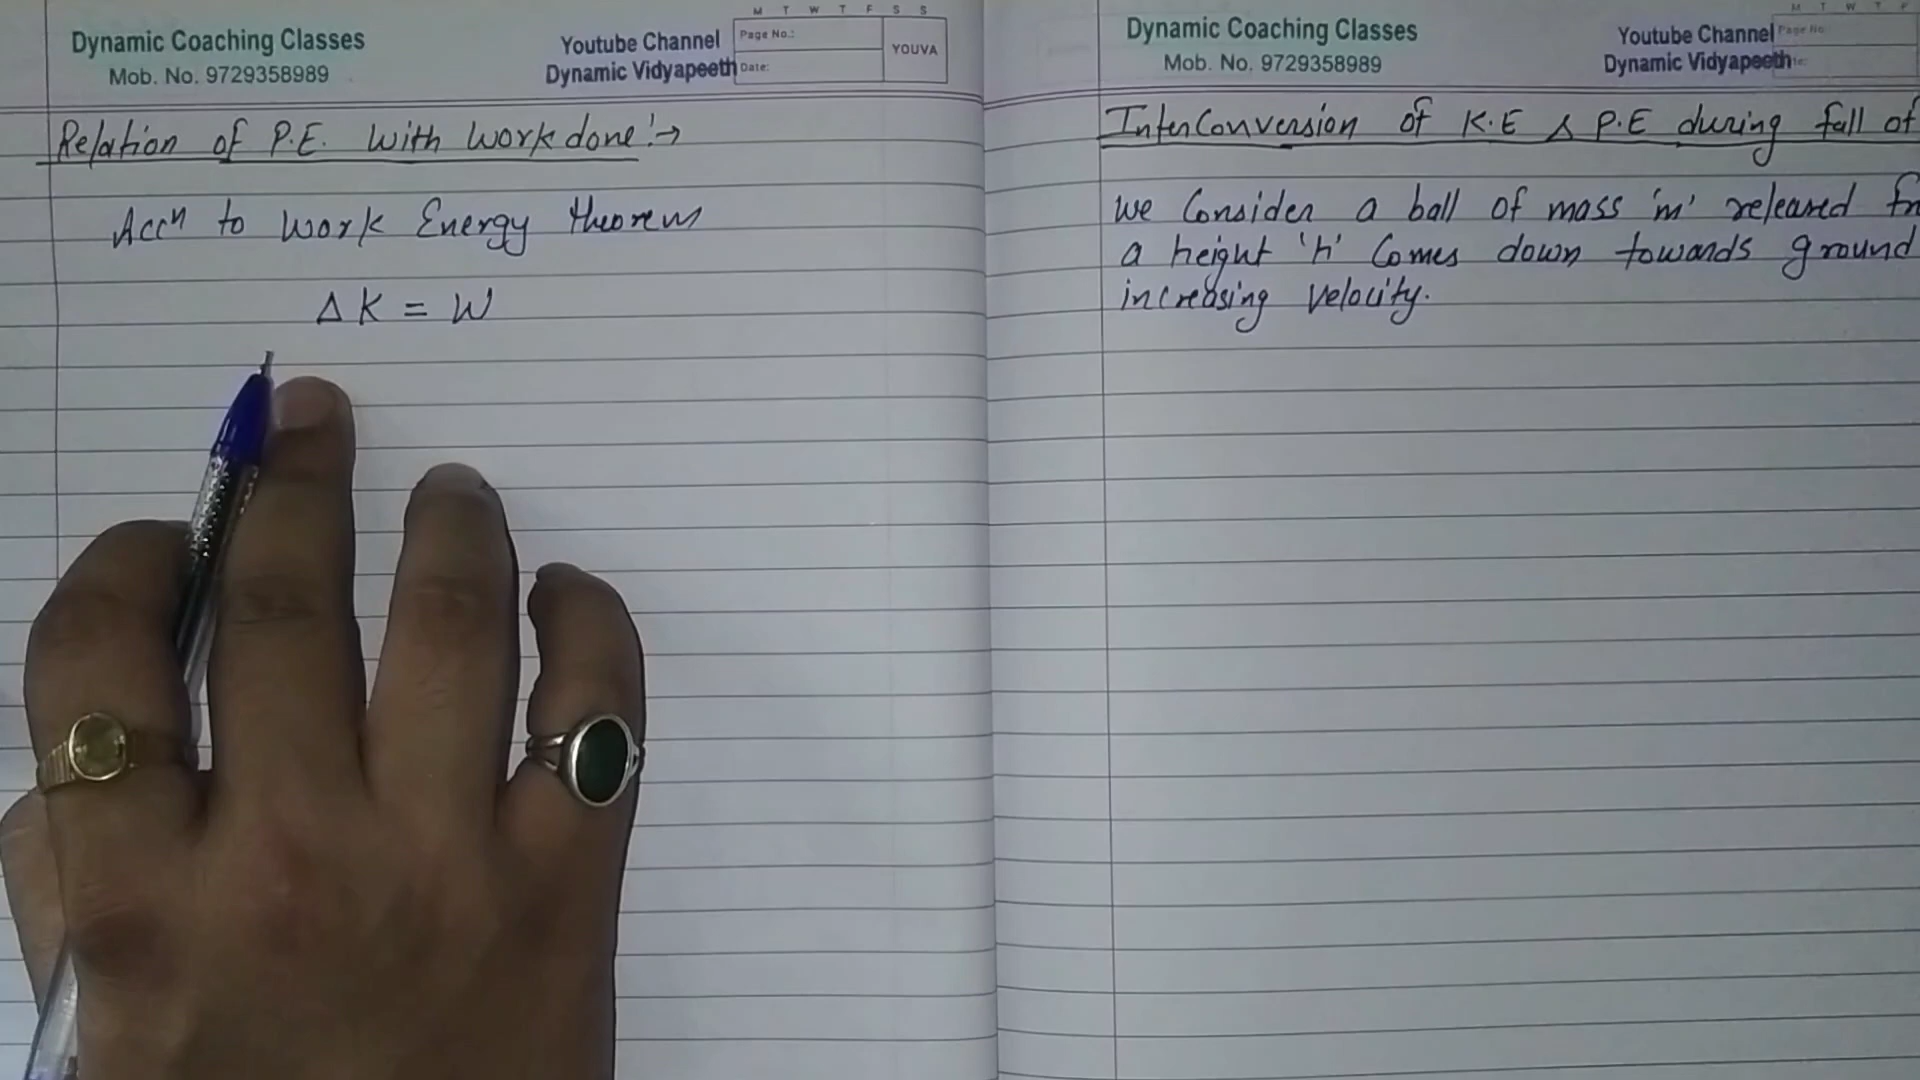 M T W T F S S
Dynamic Coaching Classes
Mob. No. 9729358989
Youtube Channel
Dynamic Vidyapeeth
Page No.:
Date:
YOUVA
Relation of P.E. With Work done:→
Accⁿ to Work Energy theorem
ΔK = W
M T W T F
Dynamic Coaching Classes
Mob. No. 9729358989
Youtube Channel
Dynamic Vidyapeeth
Page No:
InterConversion of K.E & P.E during fall of
We Consider a ball of mass 'm' released
a height 'h' Comes down towards ground
increasing Velocity.